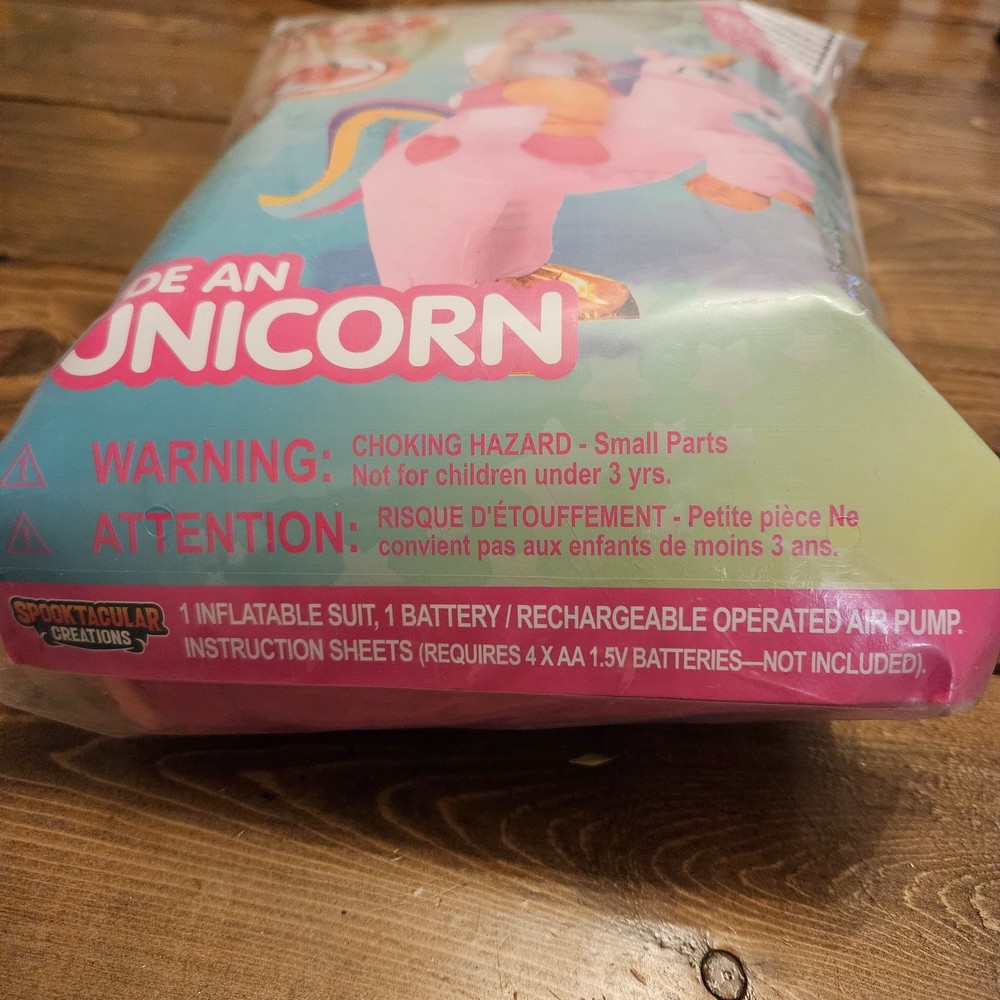 DE AN
UNICORN
WARNING: CHOKING HAZARD - Small Parts
Not for children under 3 yrs.
ATTENTION: RISQUE D'ÉTOUFFEMENT - Petite pièce Ne
convient pas aux enfants de moins 3 ans.
SPOOKTACULAR
CREATIONS
1 INFLATABLE SUIT, 1 BATTERY / RECHARGEABLE OPERATED AIR PUMP.
INSTRUCTION SHEETS (REQUIRES 4 X AA 1.5V BATTERIES—NOT INCLUDED).